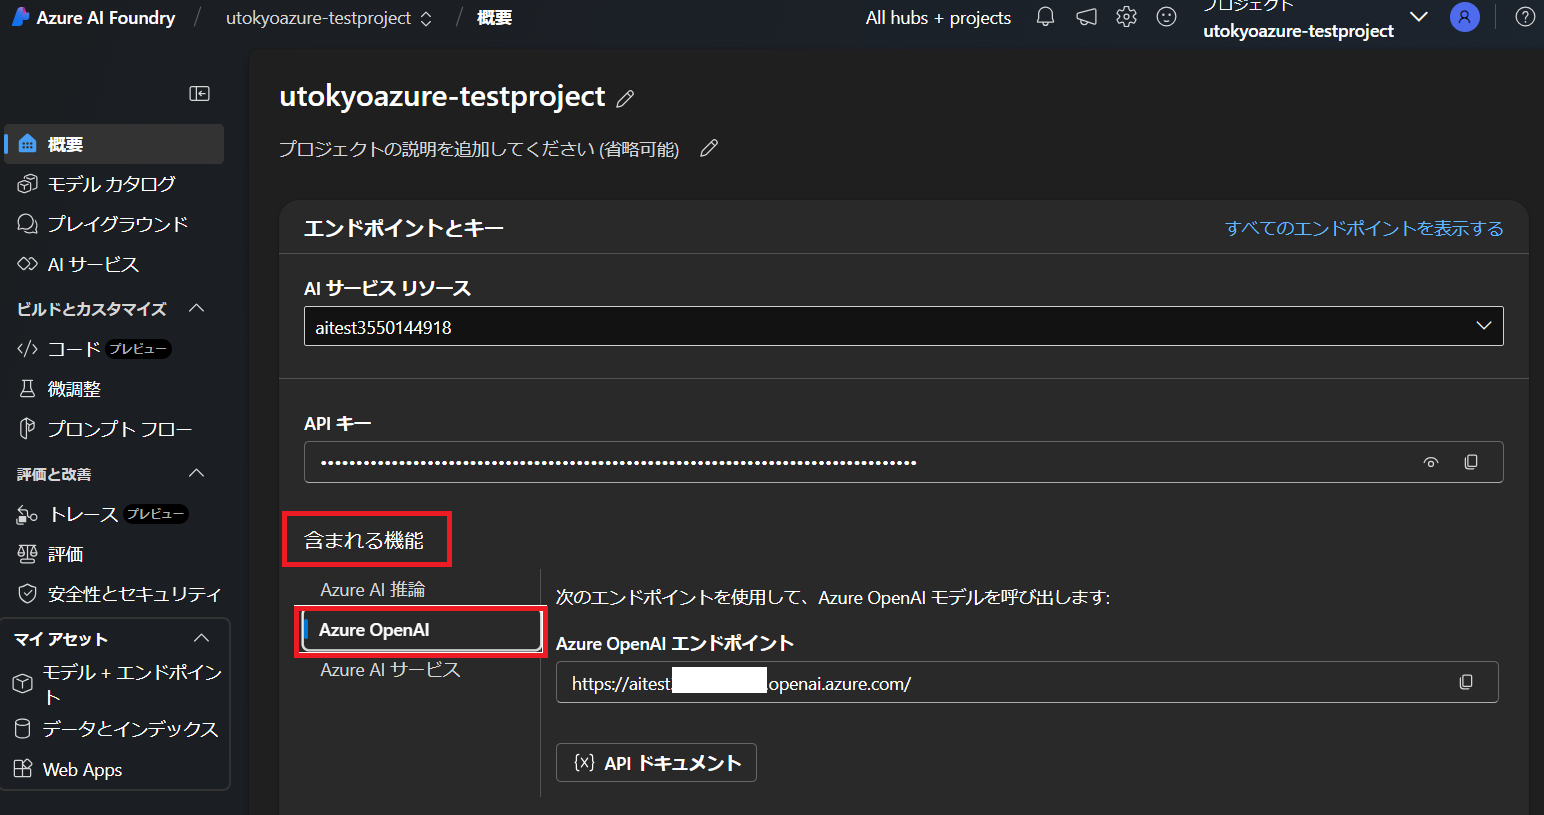 Azure AI Foundry / utokyoazure-testproject / 概要
All hubs + projects
プロジェクト
utokyoazure-testproject
概要
モデル カタログ
プレイグラウンド
AI サービス
ビルドとカスタマイズ
コード プレビュー
微調整
プロンプト フロー
評価と改善
トレース プレビュー
評価
安全性とセキュリティ
マイ アセット
モデル + エンドポイン
ト
データとインデックス
Web Apps
utokyoazure-testproject
プロジェクトの説明を追加してください (省略可能)
エンドポイントとキー
すべてのエンドポイントを表示する
AI サービス リソース
aitest3550144918
API キー
含まれる機能
Azure AI 推論
Azure OpenAI
Azure AI サービス
次のエンドポイントを使用して、Azure OpenAI モデルを呼び出します:
Azure OpenAI エンドポイント
https://aitest .openai.azure.com/
{x} API ドキュメント